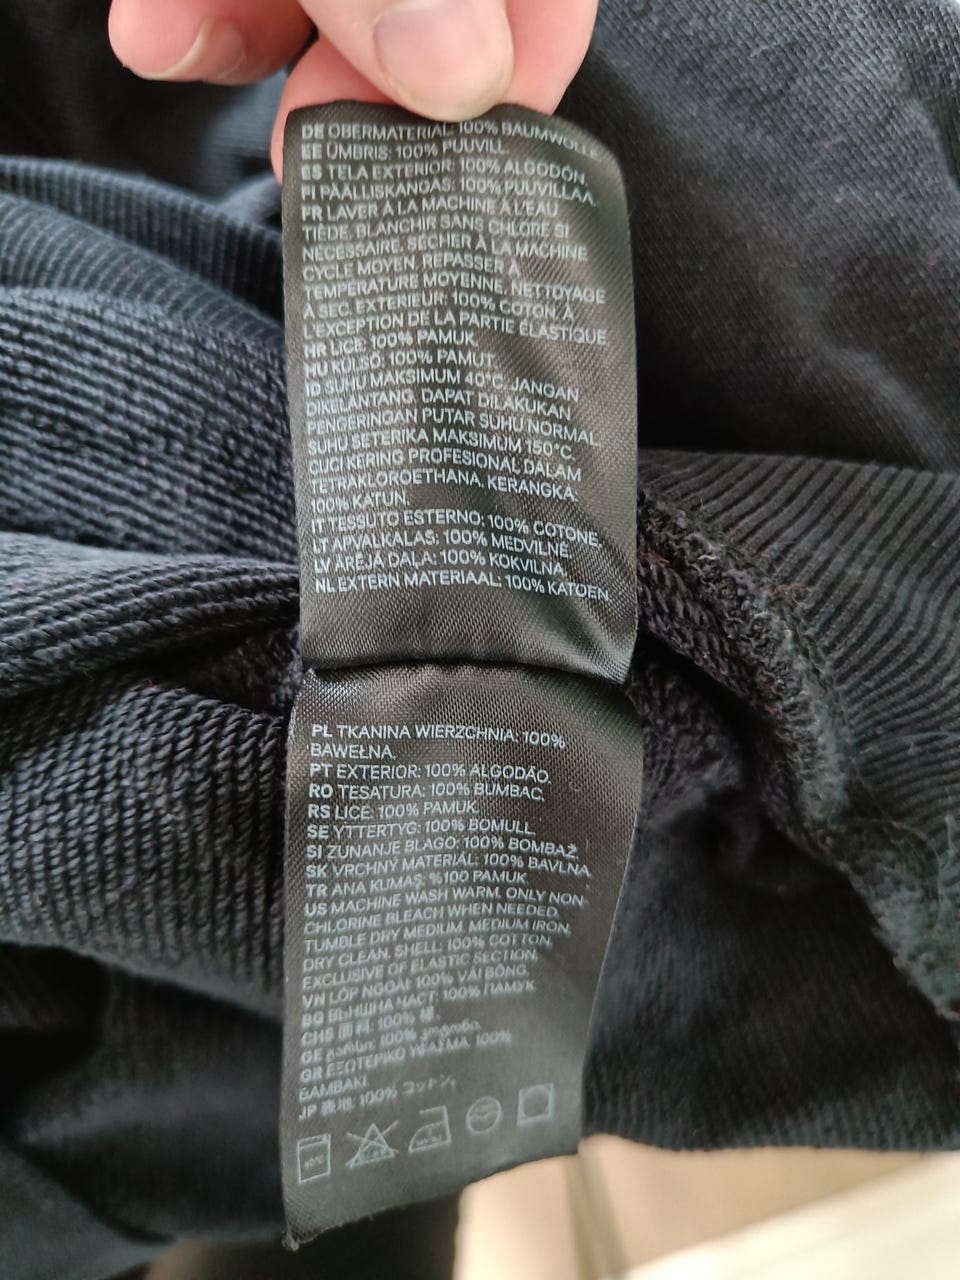 DE OBERMATERIAL: 100% BAUMWOLLE.
EE ÜMBRIS: 100% PUUVILL.
ES TELA EXTERIOR: 100% ALGODÓN.
FI PÄÄLLISKANGAS: 100% PUUVILLAA.
FR LAVER À LA MACHINE À L'EAU
TIÈDE, BLANCHIR SANS CHLORE SI
NÉCESSAIRE, SÉCHER À LA MACHINE
CYCLE MOYEN, REPASSER À
TEMPÉRATURE MOYENNE, NETTOYAGE
À SEC. EXTÉRIEUR: 100% COTON. À
L'EXCEPTION DE LA PARTIE ÉLASTIQUE.
HR LICE: 100% PAMUK.
HU KÜLSŐ: 100% PAMUT.
ID SUHU MAKSIMUM 40°C. JANGAN
DIKELANTANG. DAPAT DILAKUKAN
PENGERINGAN PUTAR SUHU NORMAL
SUHU SETERIKA MAKSIMUM 150°C.
CUCI KERING PROFESIONAL DALAM
TETRAKLOROETHANA. KERANGKA:
100% KATUN.
IT TESSUTO ESTERNO: 100% COTONE.
LT APVALKALAS: 100% MEDVILNĖ.
LV ĀRĒJĀ DAĻA: 100% KOKVILNA.
NL EXTERN MATERIAAL: 100% KATOEN.
PL TKANINA WIERZCHNIA: 100%
BAWEŁNA.
PT EXTERIOR: 100% ALGODÃO.
RO TESATURA: 100% BUMBAC.
RS LICE: 100% PAMUK.
SE YTTERTYG: 100% BOMULL.
SI ZUNANJE BLAGO: 100% BOMBAŽ.
SK VRCHNÝ MATERIÁL: 100% BAVLNA.
TR ANA KUMAŞ: %100 PAMUK.
US MACHINE WASH WARM. ONLY NON-
CHLORINE BLEACH WHEN NEEDED.
TUMBLE DRY MEDIUM. MEDIUM IRON.
DRY CLEAN. SHELL: 100% COTTON.
EXCLUSIVE OF ELASTIC SECTION.
VN LỚP NGOÀI: 100% VẢI BÔNG.
BG ВЪНШНА ЧАСТ: 100% ПАМУК
CHS 面料: 100% 棉.
GE 100%
GR ΕΞΩΤΕΡΙΚΟ ΥΦΑΣΜΑ: 100%
ΒΑΜΒΑΚΙ.
JP 表地: 100% コットン.
40°C